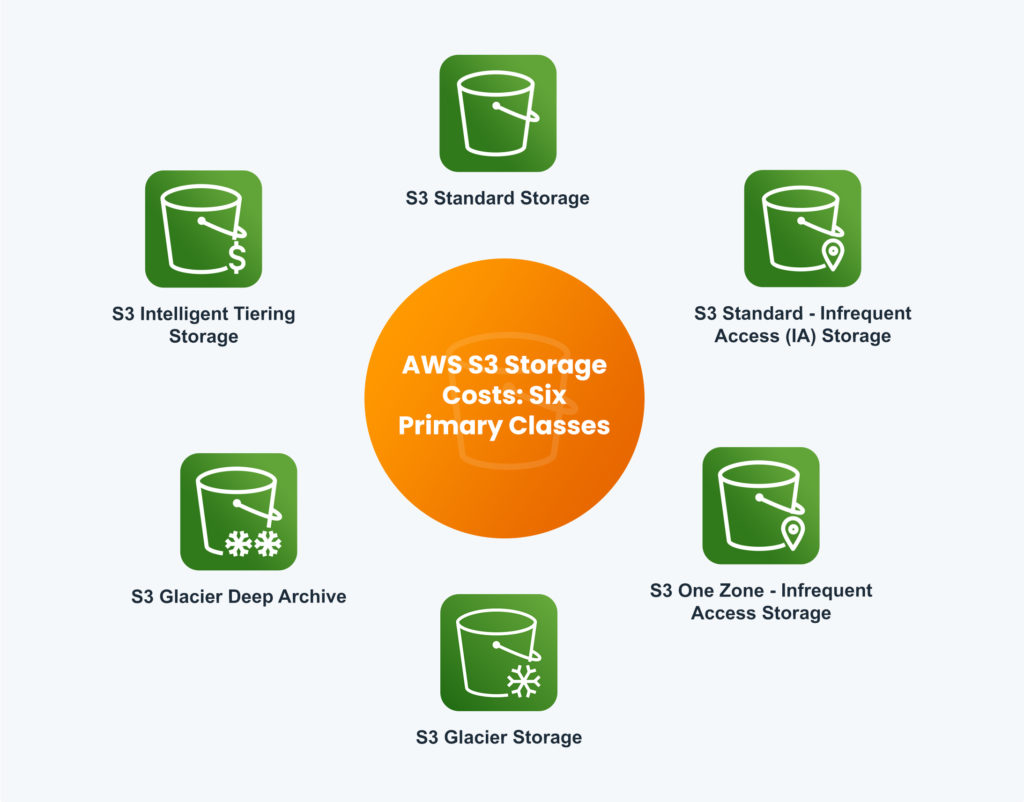 S3 Standard Storage
S3 Intelligent Tiering
Storage
S3 Standard - Infrequent
Access (IA) Storage
AWS S3 Storage
Costs: Six
Primary Classes
S3 Glacier Deep Archive
S3 One Zone - Infrequent
Access Storage
S3 Glacier Storage